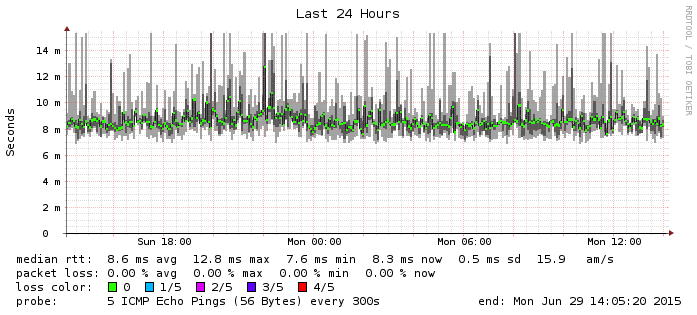 Last 24 Hours
RRDTOOL / TOBI OETIKER
Seconds
14 m
12 m
10 m
8 m
6 m
4 m
2 m
0
Sun 18:00 Mon 00:00 Mon 06:00 Mon 12:00
median rtt: 8.6 ms avg 12.8 ms max 7.6 ms min 8.3 ms now 0.5 ms sd 15.9 am/s
packet loss: 0.00 % avg 0.00 % max 0.00 % min 0.00 % now
loss color: 0 1/5 2/5 3/5 4/5
probe: 5 ICMP Echo Pings (56 Bytes) every 300s end: Mon Jun 29 14:05:20 2015